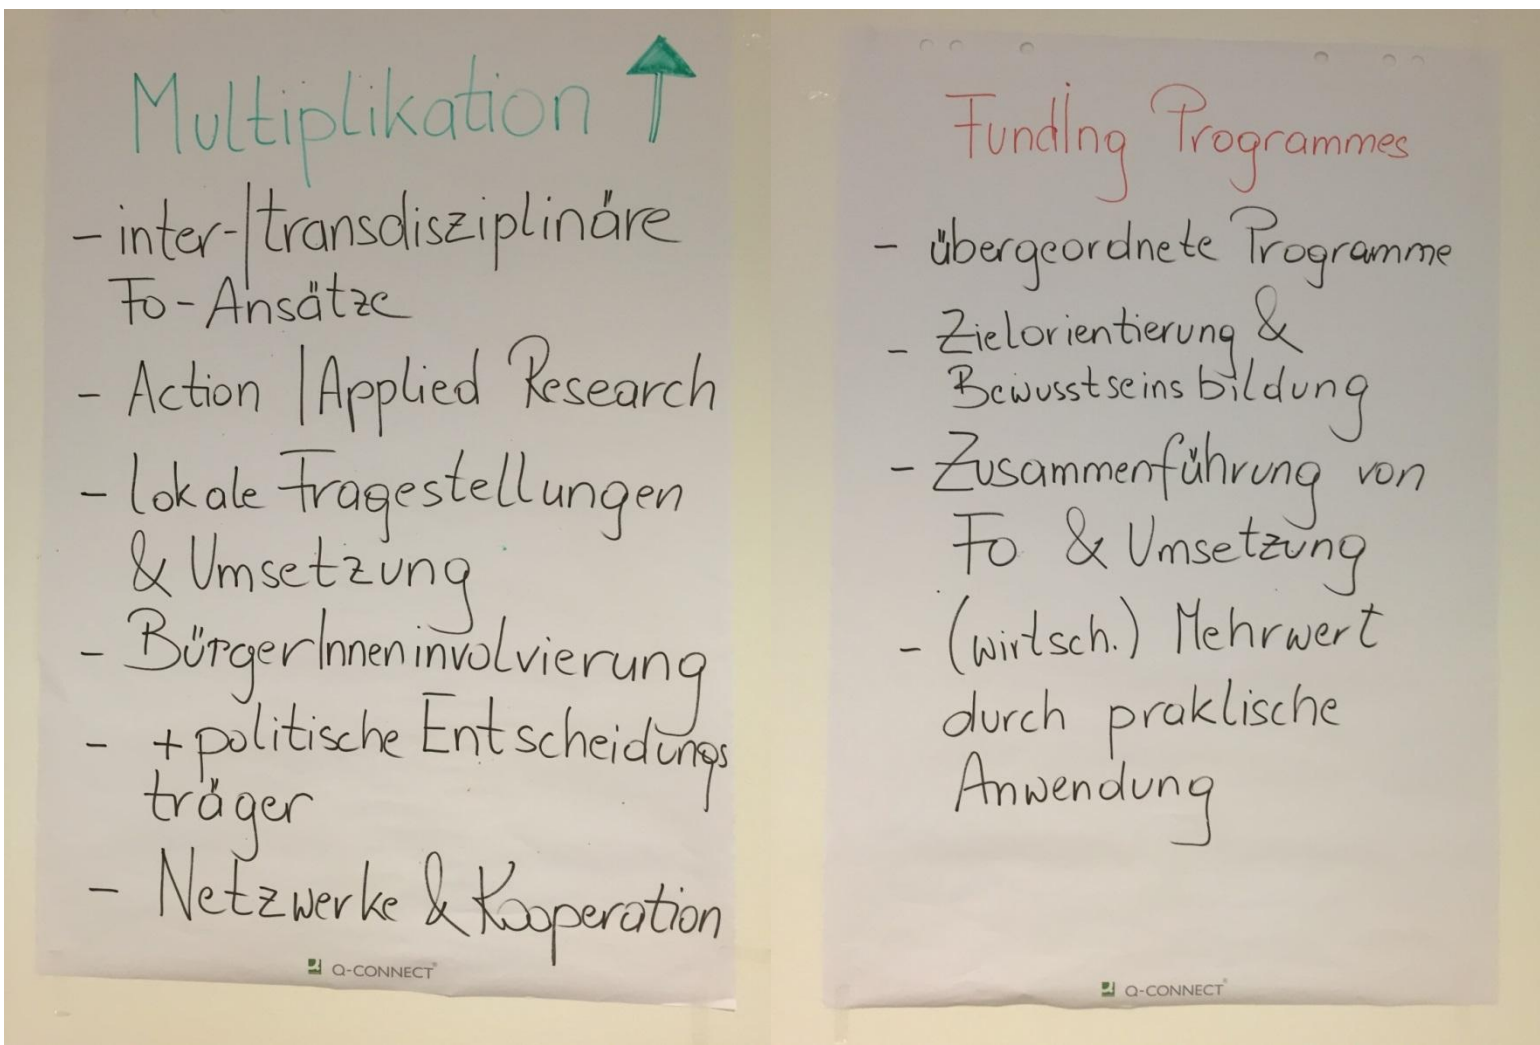 Multiplikation ↑
- inter-/transdisziplinäre
Fo-Ansätze
- Action / Applied Research
- lokale Fragestellungen
& Umsetzung
- BürgerInneninvolvierung
- + politische Entscheidungs
träger
- Netzwerke & Kooperation
Q-CONNECT®
Funding Programmes
- übergeordnete Programme
- Zielorientierung &
Bewusstseinsbildung
- Zusammenführung von
Fo & Umsetzung
- (wirtsch.) Mehrwert
durch praktische
Anwendung
Q-CONNECT®